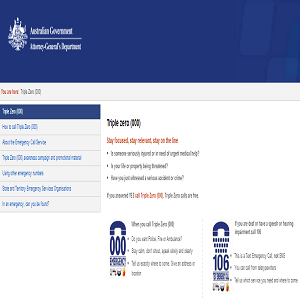 Australian Government
Attorney-General's Department
You are here: Triple Zero (000)
Triple Zero (000)
How to call Triple Zero (000)
About the Emergency Call Service
Triple Zero (000) awareness campaign and promotional material
Using other emergency numbers
State and Territory Emergency Services Organisations
In an emergency, can you be found?
Triple zero (000)
Stay focused, stay relevant, stay on the line
Is someone seriously injured or in need of urgent medical help?
Is your life or property being threatened?
Have you just witnessed a serious accident or crime?
If you answered YES call Triple Zero (000). Triple Zero calls are free.
000
EMERGENCY
When you call Triple Zero (000)
Do you want Police, Fire or Ambulance?
Stay calm, don't shout, speak slowly and clearly
Tell us exactly where to come. Give an address or
location
106
If you are deaf or have a speech or hearing
impairment call 106
This is a Text Emergency Call, not SMS
You can call from teletypewriters
Tell us which service you need and where to come